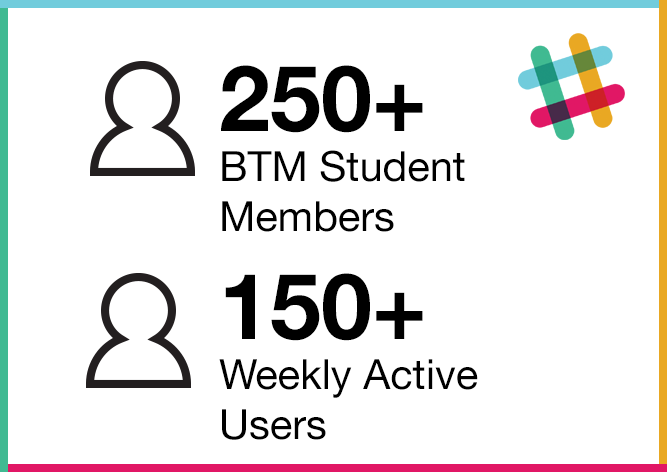 250+
BTM Student
Members
150+
Weekly Active
Users